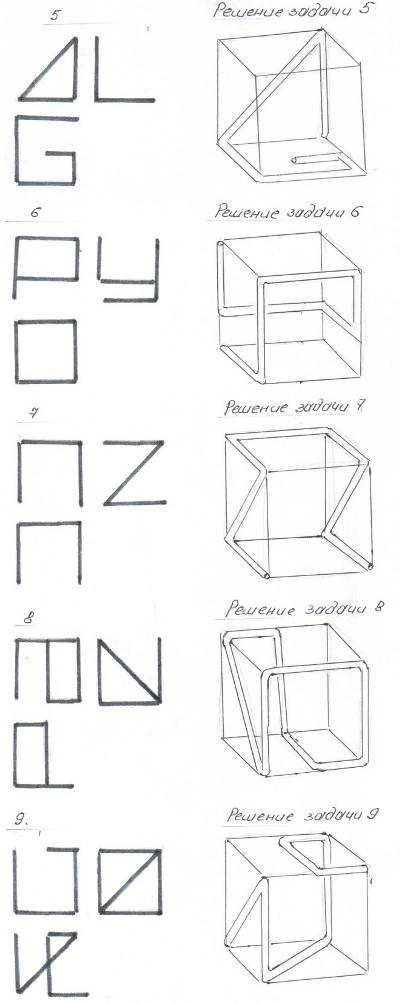 5
Решение задачи 5
6
Решение задачи 6
7
Решение задачи 7.
8
Решение задачи 8
9.
Решение задачи 9